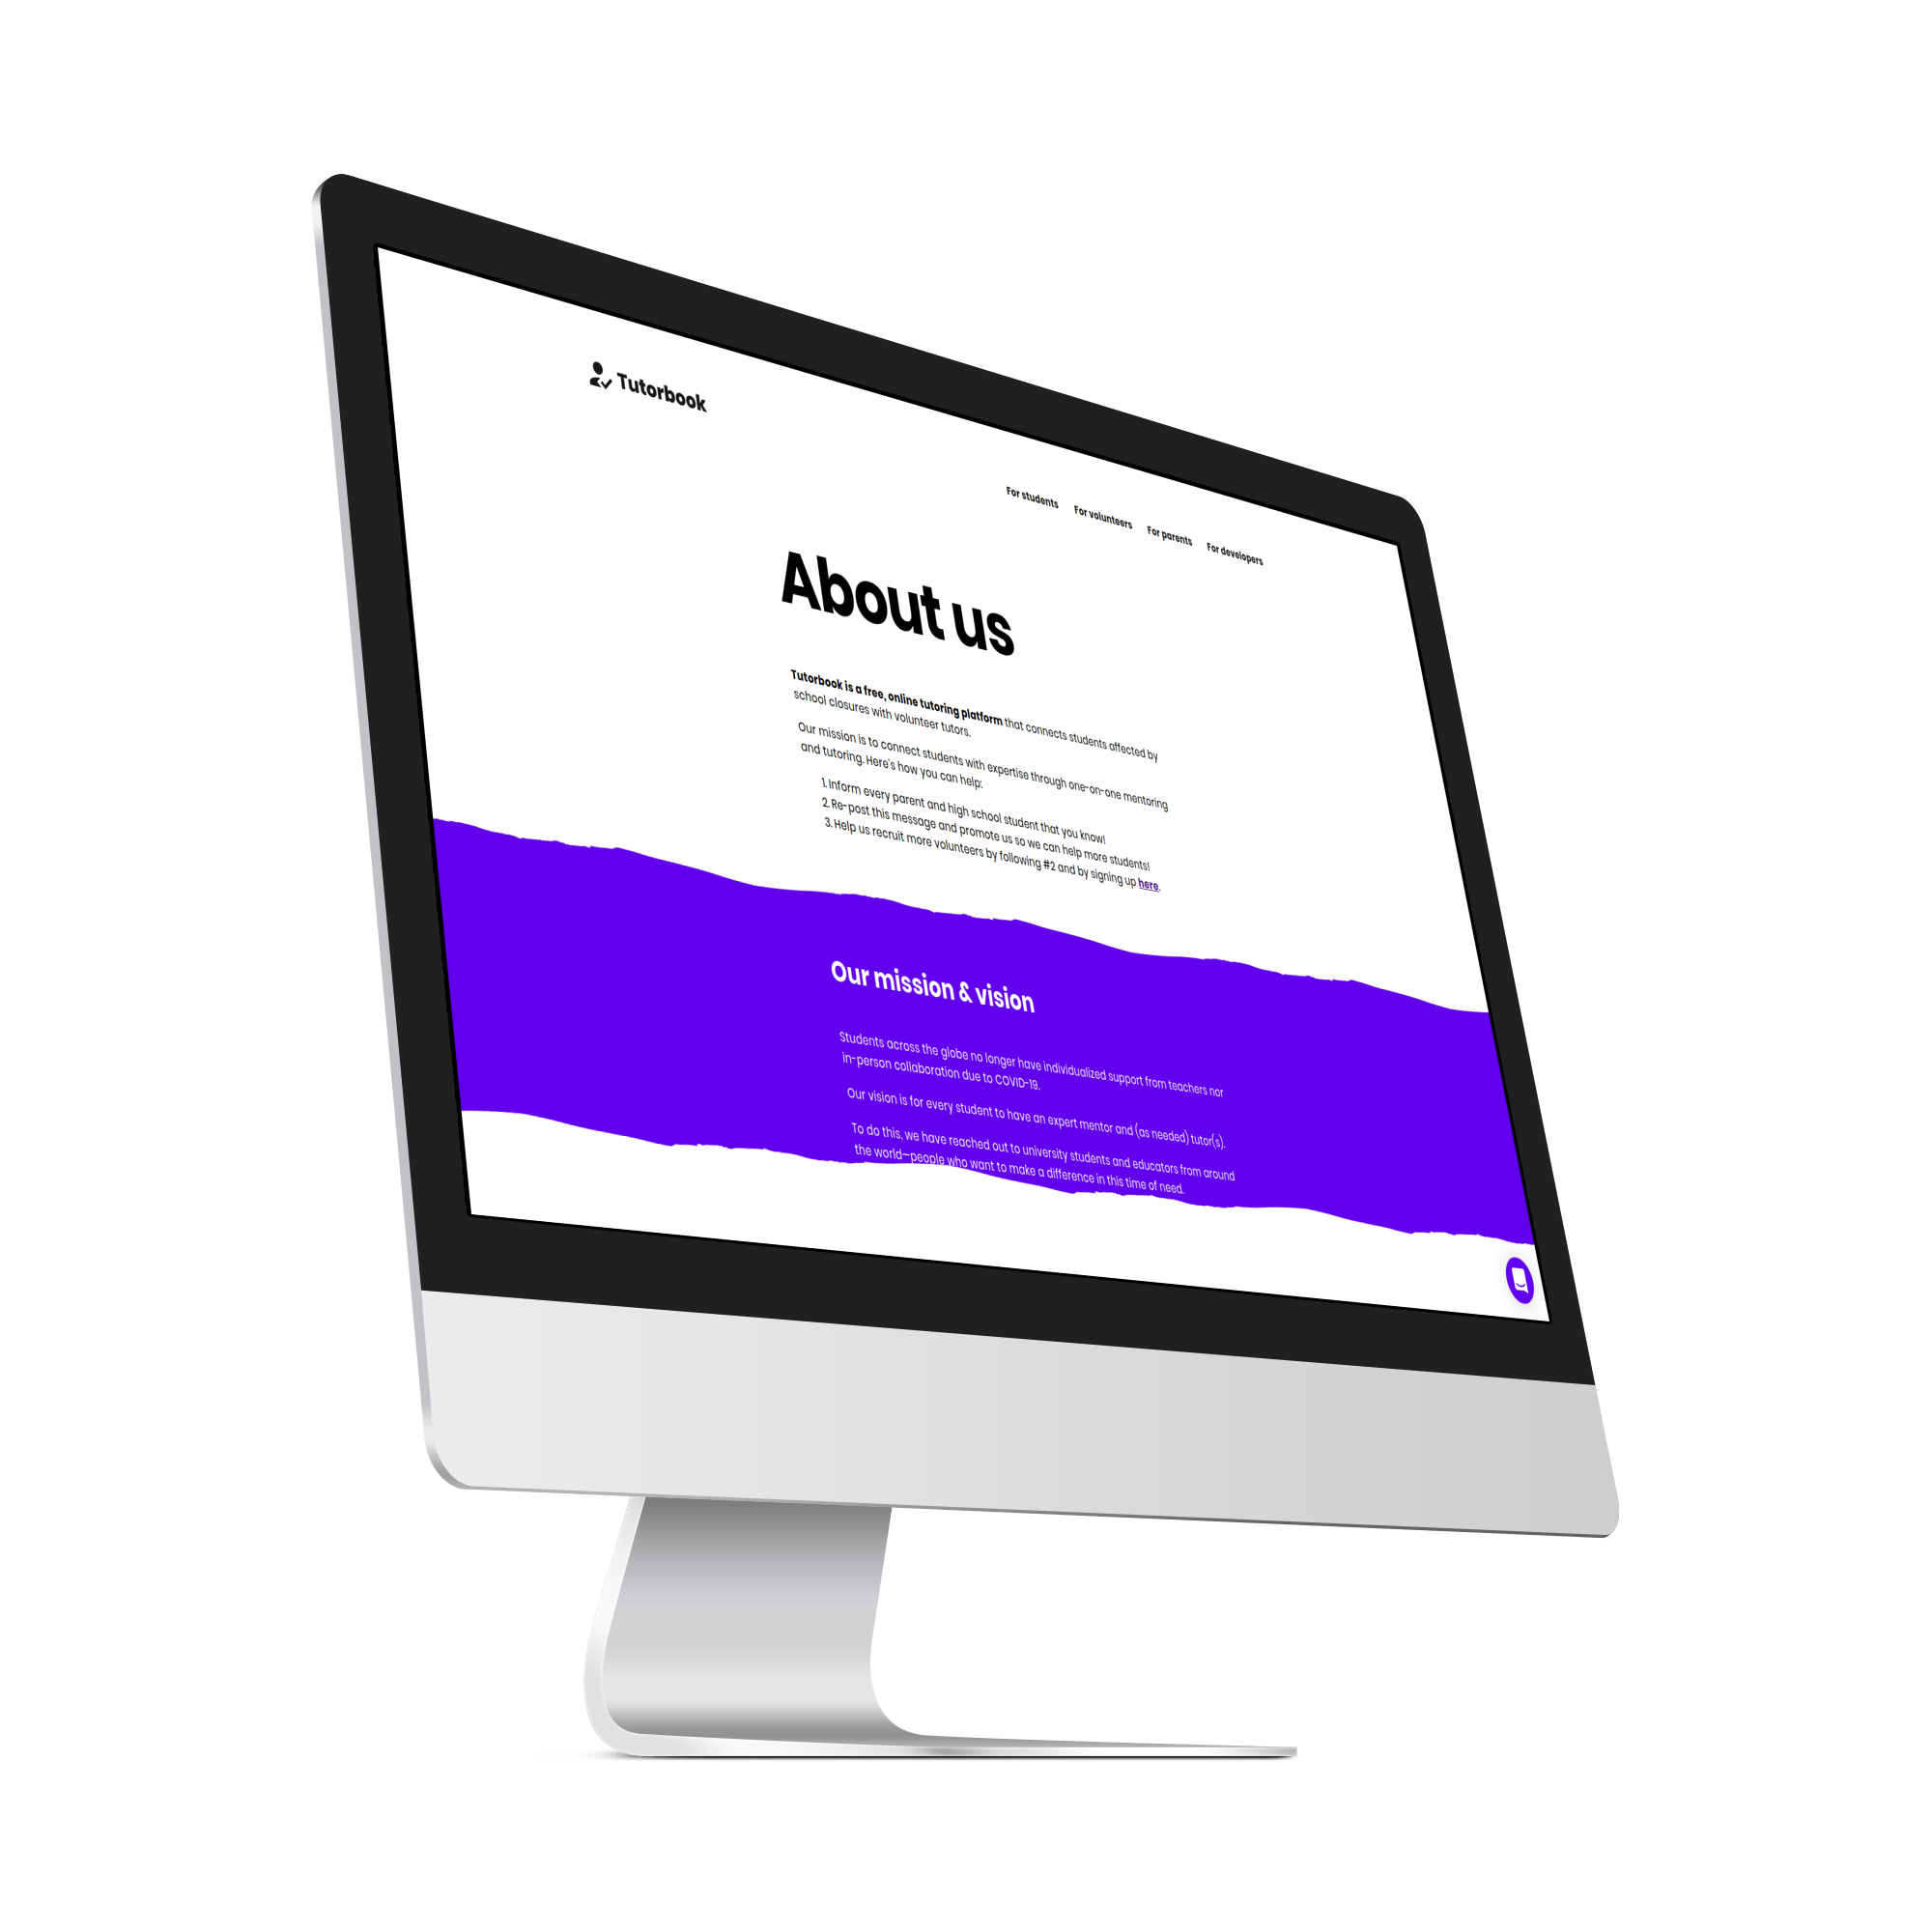 Tutorbook
For students For volunteers For parents For developers
About us
Tutorbook is a free, online tutoring platform that connects students affected by
school closures with volunteer tutors.
Our mission is to connect students with expertise through one-on-one mentoring
and tutoring. Here's how you can help:
1. Inform every parent and high school student that you know!
2. Re-post this message and promote us so we can help more students!
3. Help us recruit more volunteers by following #2 and by signing up here.
Our mission & vision
Students across the globe no longer have individualized support from teachers nor
in-person collaboration due to COVID-19.
Our vision is for every student to have an expert mentor and (as needed) tutor(s).
To do this, we have reached out to university students and educators from around
the world—people who want to make a difference in this time of need.